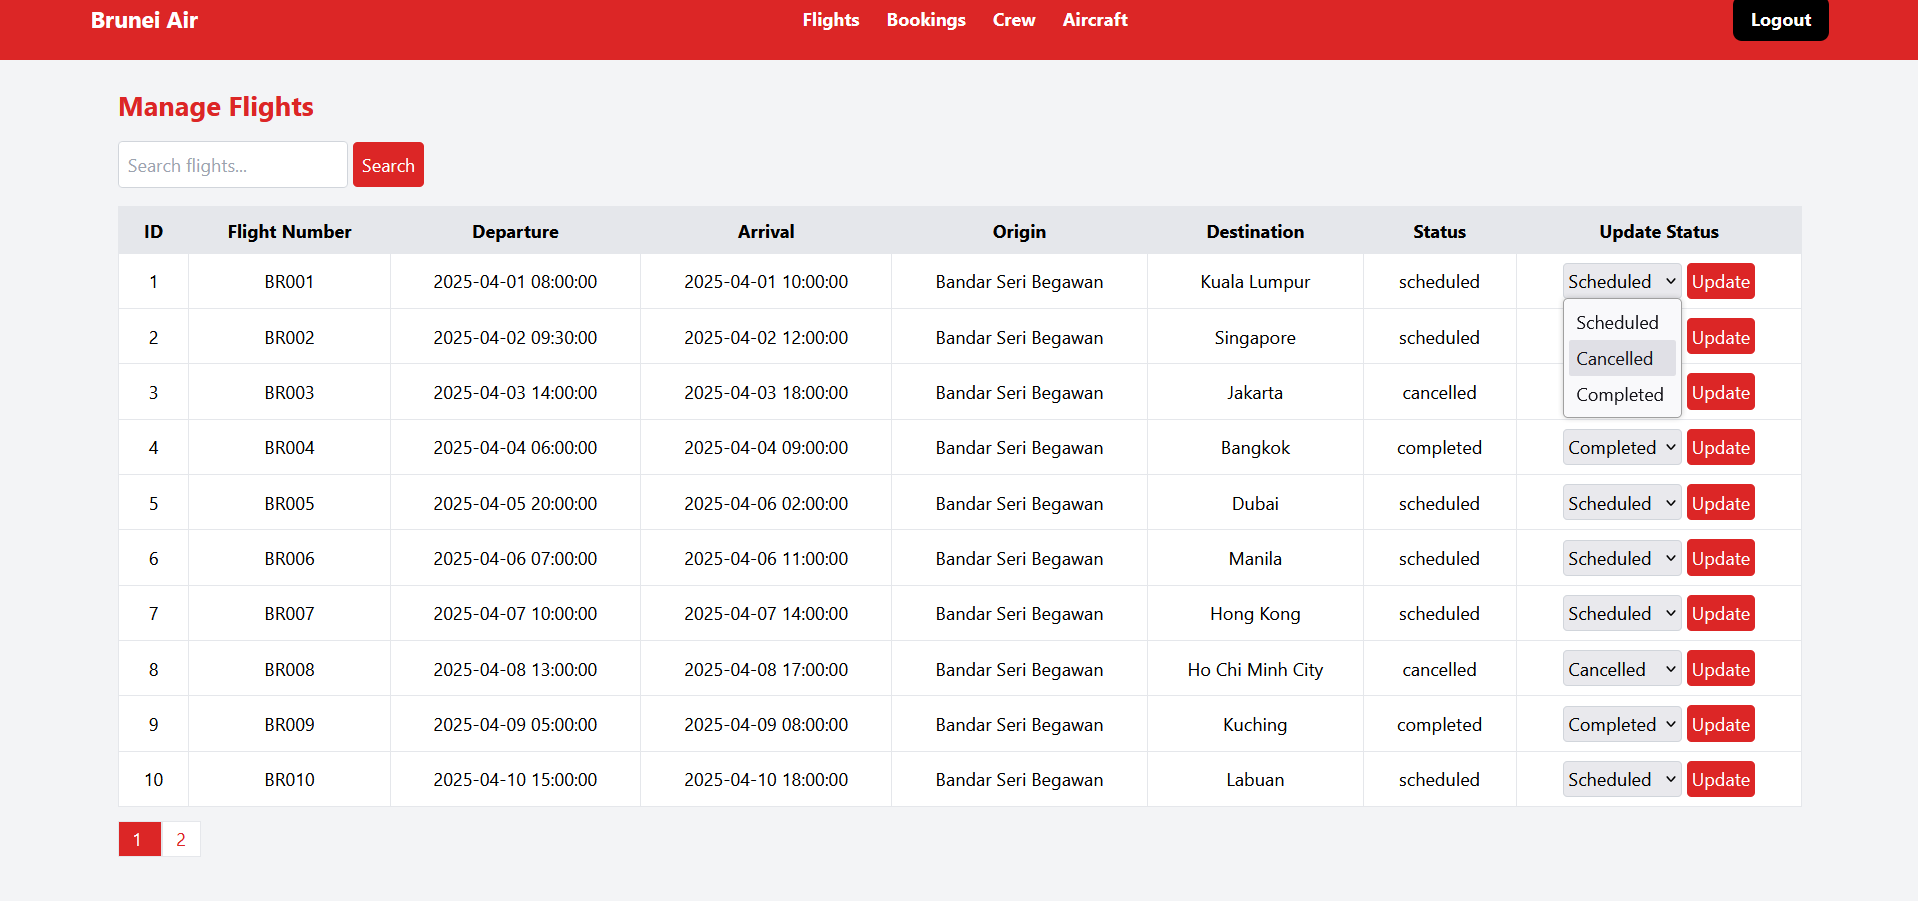 Brunei Air Flights Bookings Crew Aircraft Logout
Manage Flights
Search flights... Search
ID Flight Number Departure Arrival Origin Destination Status Update Status
1 BR001 2025-04-01 08:00:00 2025-04-01 10:00:00 Bandar Seri Begawan Kuala Lumpur scheduled Scheduled Update
Scheduled
2 BR002 2025-04-02 09:30:00 2025-04-02 12:00:00 Bandar Seri Begawan Singapore scheduled Update
Cancelled
3 BR003 2025-04-03 14:00:00 2025-04-03 18:00:00 Bandar Seri Begawan Jakarta cancelled Completed Update
4 BR004 2025-04-04 06:00:00 2025-04-04 09:00:00 Bandar Seri Begawan Bangkok completed Completed Update
5 BR005 2025-04-05 20:00:00 2025-04-06 02:00:00 Bandar Seri Begawan Dubai scheduled Scheduled Update
6 BR006 2025-04-06 07:00:00 2025-04-06 11:00:00 Bandar Seri Begawan Manila scheduled Scheduled Update
7 BR007 2025-04-07 10:00:00 2025-04-07 14:00:00 Bandar Seri Begawan Hong Kong scheduled Scheduled Update
8 BR008 2025-04-08 13:00:00 2025-04-08 17:00:00 Bandar Seri Begawan Ho Chi Minh City cancelled Cancelled Update
9 BR009 2025-04-09 05:00:00 2025-04-09 08:00:00 Bandar Seri Begawan Kuching completed Completed Update
10 BR010 2025-04-10 15:00:00 2025-04-10 18:00:00 Bandar Seri Begawan Labuan scheduled Scheduled Update
1 2